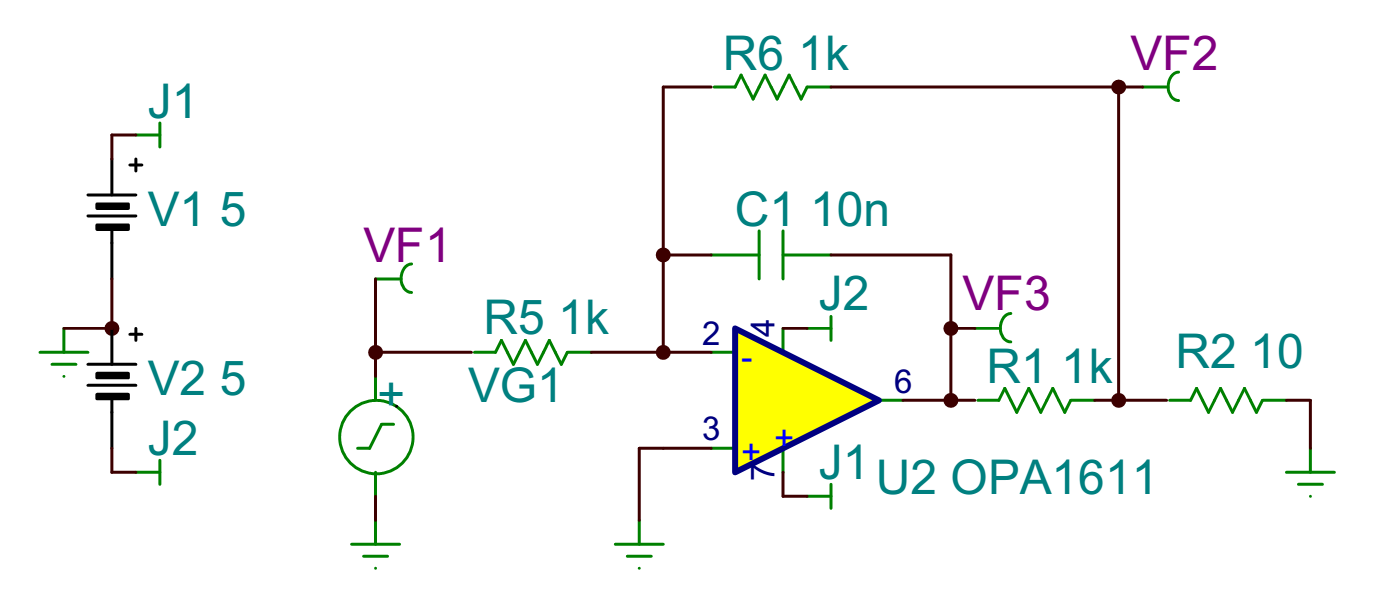 R6 1k
VF2
J1
+
V1 5
C1 10n
VF1
J2
VF3
+
R5 1k
2
4
-
R2 10
V2 5
VG1
+
R1 1k
6
3
J2
+
+
7
J1
U2 OPA1611